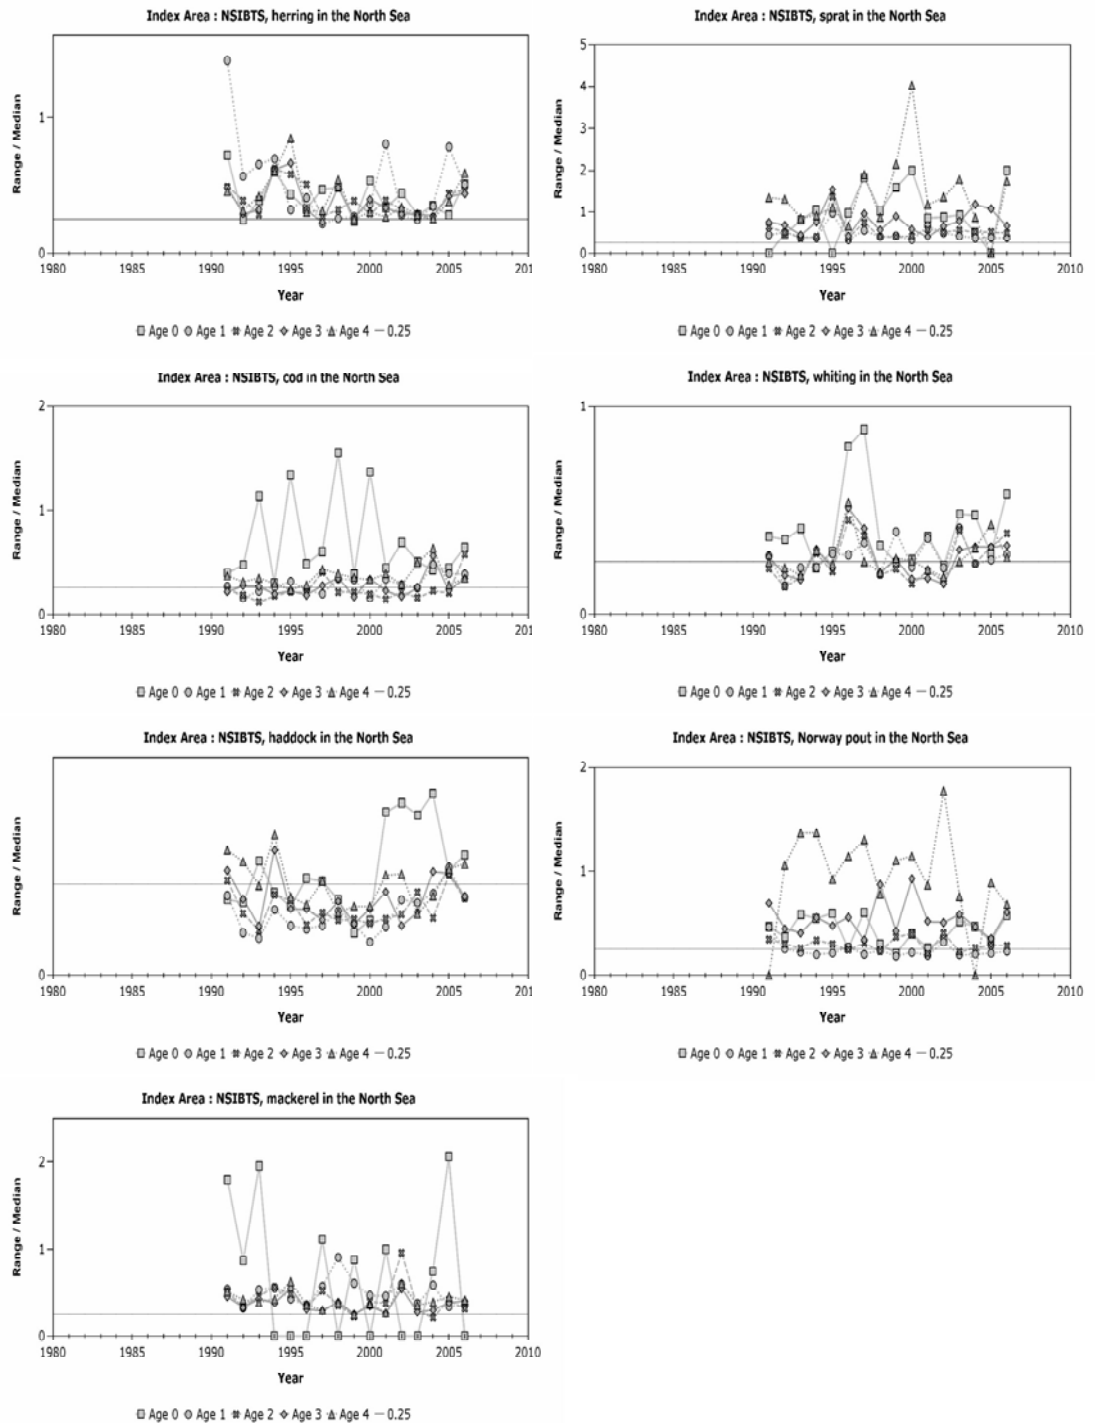 Index Area : NSIBTS, herring in the North Sea
Range / Median
1
0
1980 1985 1990 1995 2000 2005 201
Year
Age 0 Age 1 Age 2 Age 3 Age 4 0.25
Index Area : NSIBTS, sprat in the North Sea
Range / Median
5
4
3
2
1
0
1980 1985 1990 1995 2000 2005 2010
Year
Age 0 Age 1 Age 2 Age 3 Age 4 0.25
Index Area : NSIBTS, cod in the North Sea
Range / Median
2
1
0
1980 1985 1990 1995 2000 2005 201
Year
Age 0 Age 1 Age 2 Age 3 Age 4 0.25
Index Area : NSIBTS, whiting in the North Sea
Range / Median
1
0
1980 1985 1990 1995 2000 2005 2010
Year
Age 0 Age 1 Age 2 Age 3 Age 4 0.25
Index Area : NSIBTS, haddock in the North Sea
Range / Median
0
1980 1985 1990 1995 2000 2005 2010
Year
Age 0 Age 1 Age 2 Age 3 Age 4 0.25
Index Area : NSIBTS, Norway pout in the North Sea
Range / Median
2
1
0
1980 1985 1990 1995 2000 2005 2010
Year
Age 0 Age 1 Age 2 Age 3 Age 4 0.25
Index Area : NSIBTS, mackerel in the North Sea
Range / Median
2
1
0
1980 1985 1990 1995 2000 2005 2010
Year
Age 0 Age 1 Age 2 Age 3 Age 4 0.25